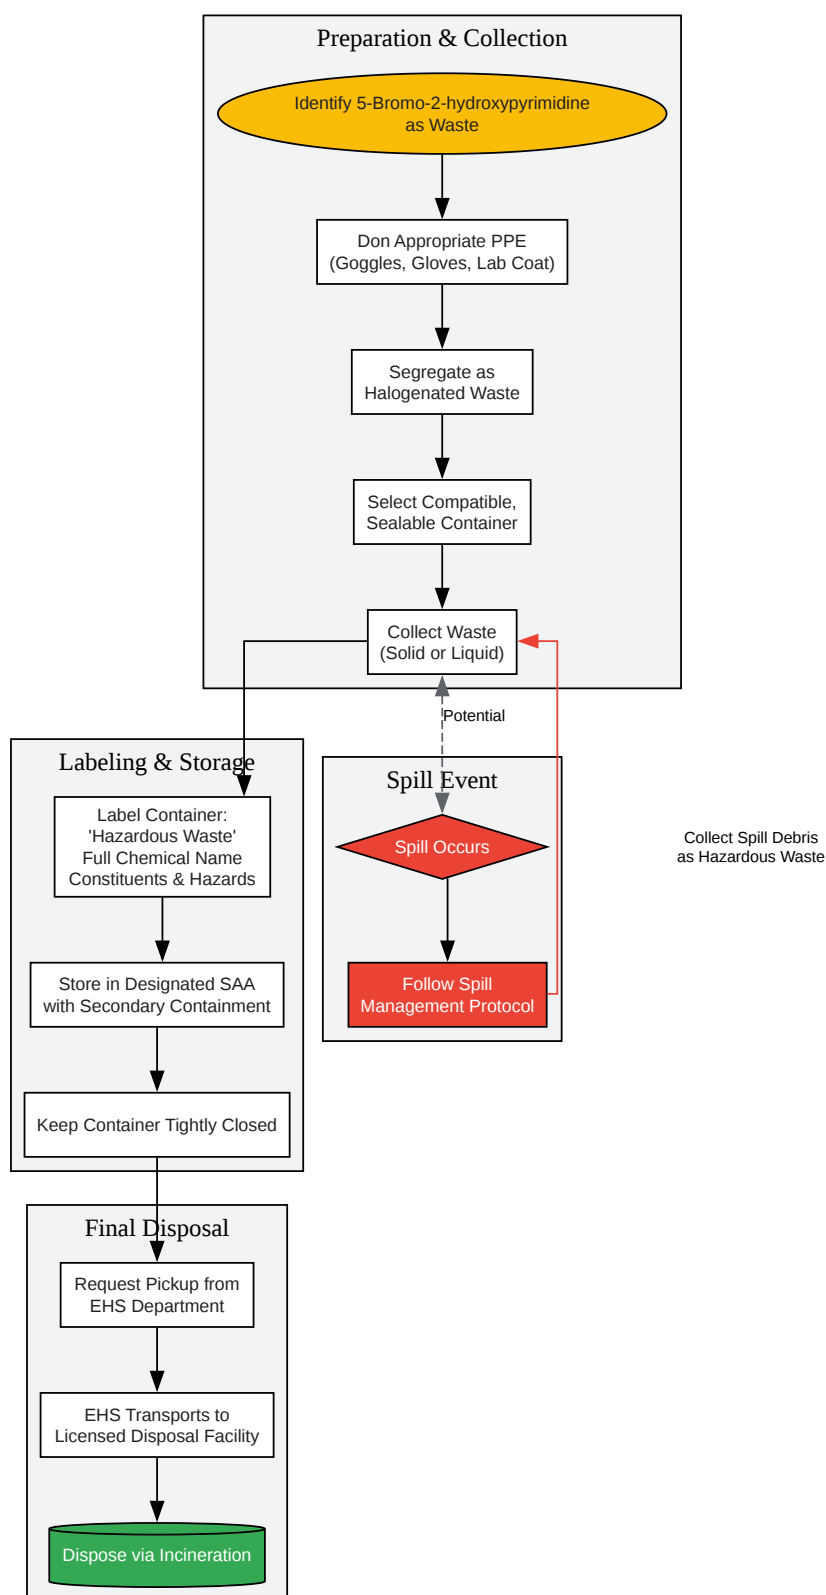 Preparation & Collection
Identify 5-Bromo-2-hydroxypyrimidine
as Waste
Don Appropriate PPE
(Goggles, Gloves, Lab Coat)
Segregate as
Halogenated Waste
Select Compatible,
Sealable Container
Collect Waste
(Solid or Liquid)
Potential
Labeling & Storage
Label Container:
'Hazardous Waste'
Full Chemical Name
Constituents & Hazards
Store in Designated SAA
with Secondary Containment
Keep Container Tightly Closed
Spill Event
Spill Occurs
Follow Spill
Management Protocol
Collect Spill Debris
as Hazardous Waste
Final Disposal
Request Pickup from
EHS Department
EHS Transports to
Licensed Disposal Facility
Dispose via Incineration